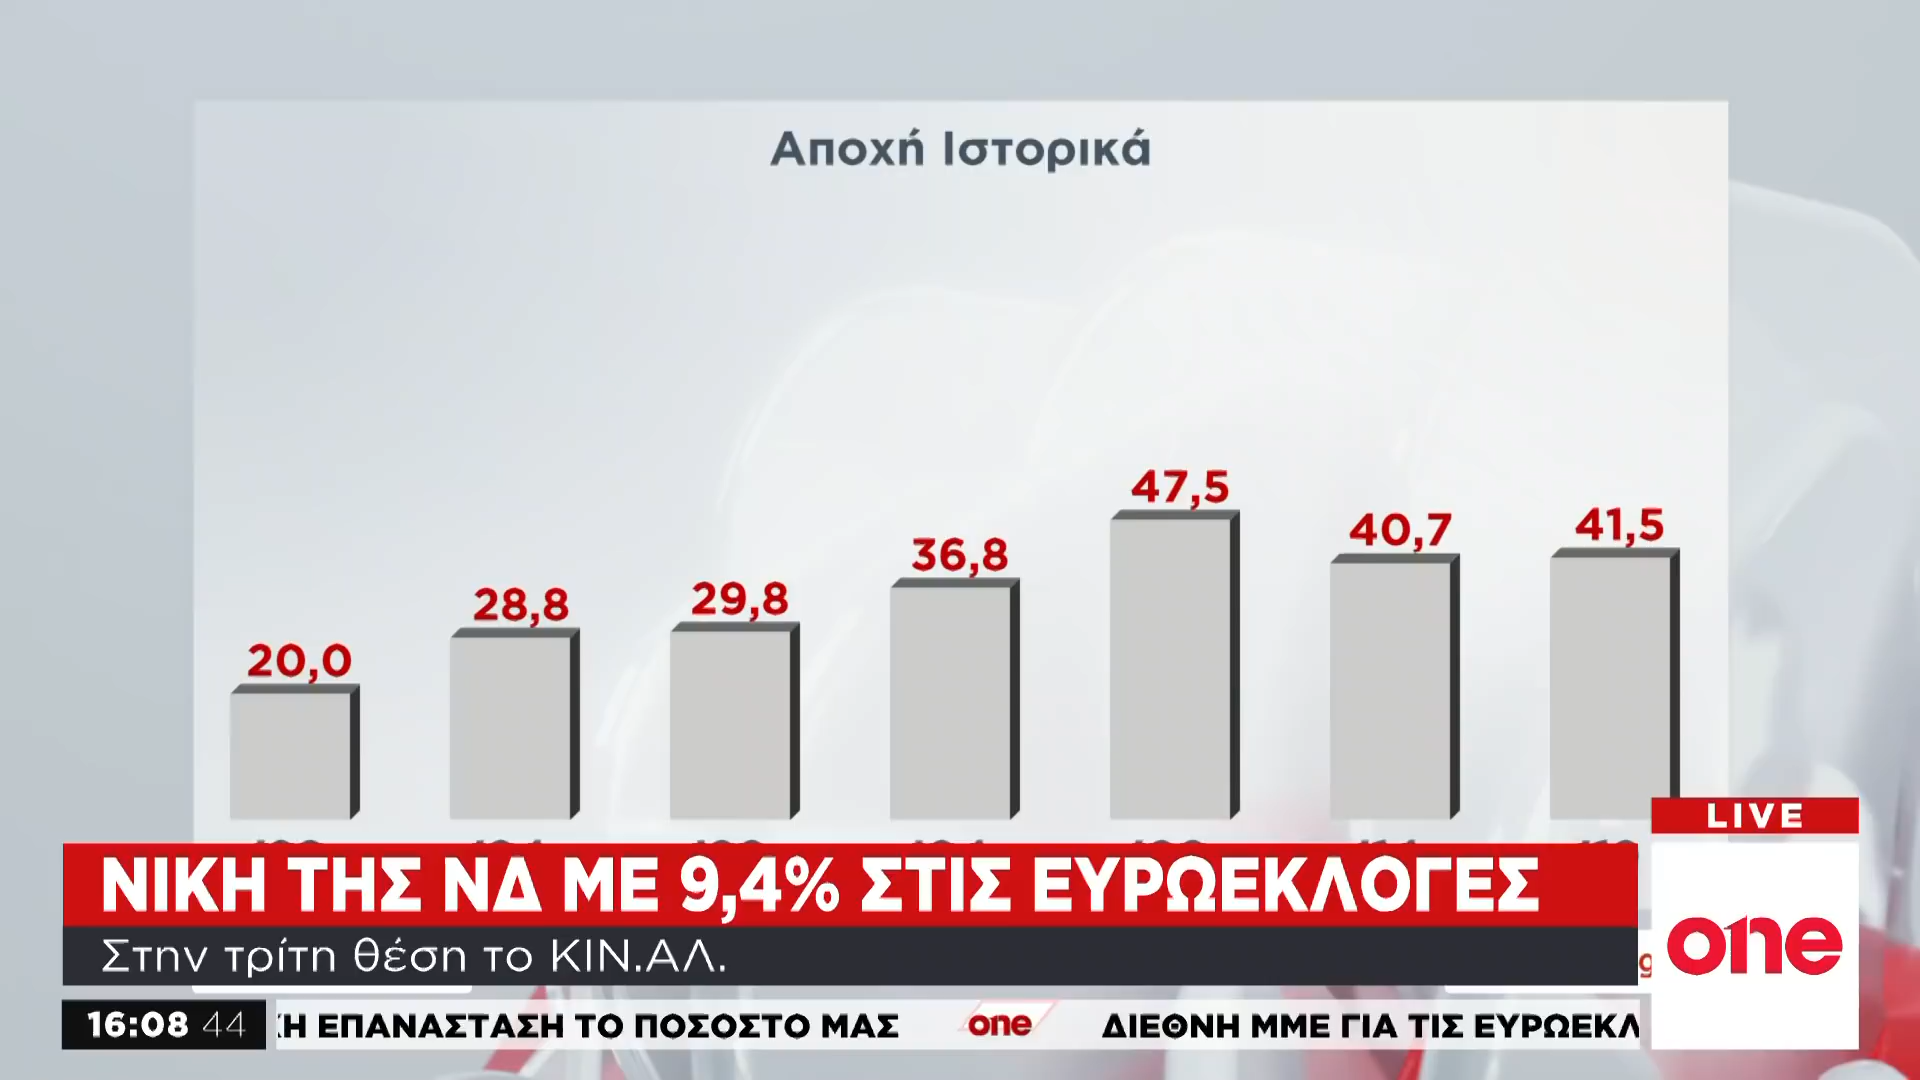 Αποχή Ιστορικά
20,0
28,8
29,8
36,8
47,5
40,7
41,5
LIVE
ΝΙΚΗ ΤΗΣ ΝΔ ΜΕ 9,4% ΣΤΙΣ ΕΥΡΩΕΚΛΟΓΕΣ
Στην τρίτη θέση το ΚΙΝ.ΑΛ.
one
16:08 44
ΕΠΑΝΑΣΤΑΣΗ ΤΟ ΠΟΣΟΣΤΟ ΜΑΣ one ΔΙΕΘΝΗ ΜΜΕ ΓΙΑ ΤΙΣ